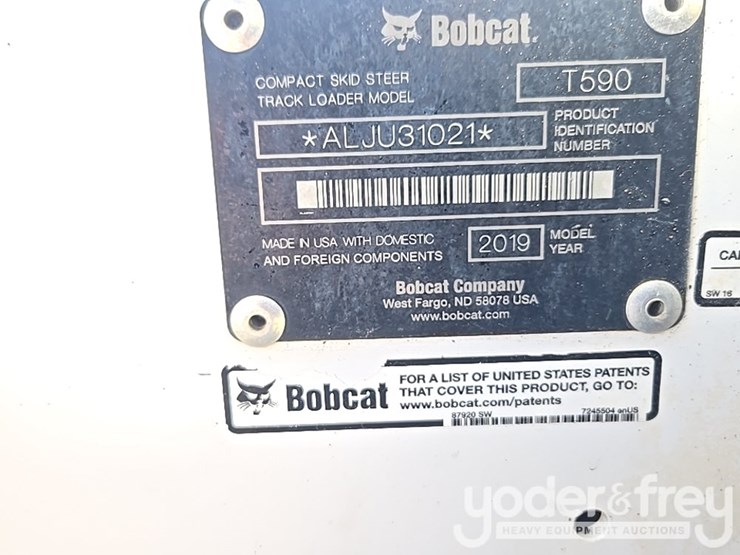 Bobcat.
COMPACT SKID STEER
TRACK LOADER MODEL
T590
*ALJU31021*
PRODUCT
IDENTIFICATION
NUMBER
MADE IN USA WITH DOMESTIC
AND FOREIGN COMPONENTS
2019
MODEL
YEAR
Bobcat Company
West Fargo, ND 58078 USA
www.bobcat.com
SW 16
Bobcat
FOR A LIST OF UNITED STATES PATENTS
THAT COVER THIS PRODUCT, GO TO:
www.bobcat.com/patents
87920 SW
7245504 enUS
yoder&frey
HEAVY EQUIPMENT AUCTIONS